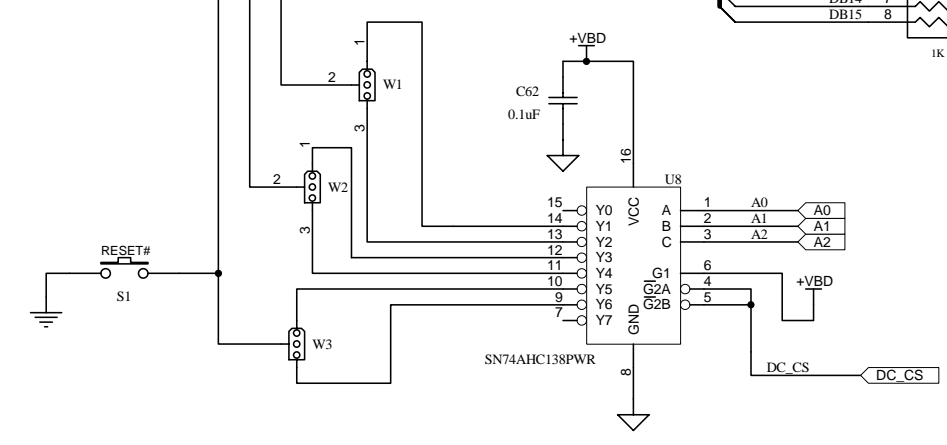 DB14 7
DB15 8
1K
+VBD
C62
0.1uF
1
2
W1
3
16
1
2
W2
3
U8
VCC
15 Y0 A 1 A0 A0
14 Y1 B 2 A1 A1
13 Y2 C 3 A2 A2
12 Y3
11 Y4 G1 6
10 Y5 G2A 4 +VBD
9 Y6 G2B 5
7 Y7
GND
RESET#
S1
W3
SN74AHC138PWR
8
DC_CS DC_CS